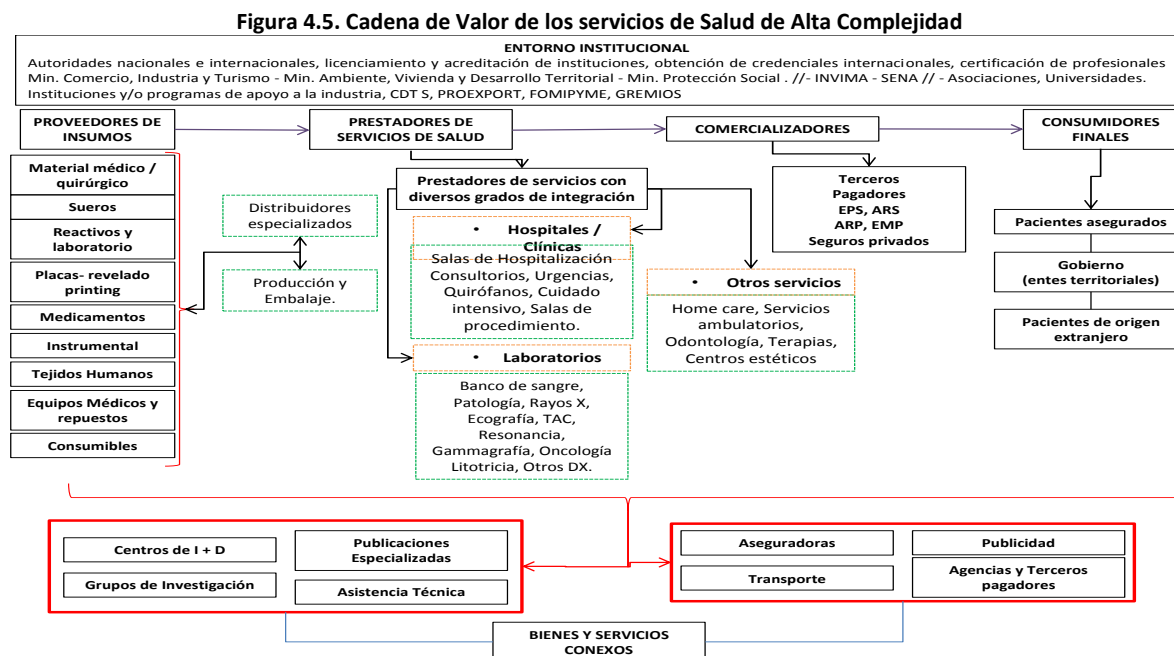 Figura 4.5. Cadena de Valor de los servicios de Salud de Alta Complejidad
ENTORNO INSTITUCIONAL
Autoridades nacionales e internacionales, licenciamiento y acreditación de instituciones, obtención de credenciales internacionales, certificación de profesionales
Min. Comercio, Industria y Turismo - Min. Ambiente, Vivienda y Desarrollo Territorial - Min. Protección Social . //- INVIMA - SENA // - Asociaciones, Universidades.
Instituciones y/o programas de apoyo a la industria, CDT S, PROEXPORT, FOMIPYME, GREMIOS
PROVEEDORES DE
INSUMOS
PRESTADORES DE
SERVICIOS DE SALUD
COMERCIALIZADORES
CONSUMIDORES
FINALES
Material médico /
quirúrgico
Sueros
Reactivos y
laboratorio
Placas- revelado
printing
Medicamentos
Instrumental
Tejidos Humanos
Equipos Médicos y
repuestos
Consumibles
Distribuidores
especializados
Producción y
Embalaje.
Prestadores de servicios con
diversos grados de integración
• Hospitales /
Clínicas
Salas de Hospitalización
Consultorios, Urgencias,
Quirófanos, Cuidado
intensivo, Salas de
procedimiento.
• Laboratorios
Banco de sangre,
Patología, Rayos X,
Ecografía, TAC,
Resonancia,
Gammagrafía, Oncología
Litotricia, Otros DX.
• Otros servicios
Home care, Servicios
ambulatorios,
Odontología, Terapias,
Centros estéticos
Terceros
Pagadores
EPS, ARS
ARP, EMP
Seguros privados
Pacientes asegurados
Gobierno
(entes territoriales)
Pacientes de origen
extranjero
Centros de I + D
Grupos de Investigación
Publicaciones
Especializadas
Asistencia Técnica
Aseguradoras
Transporte
Publicidad
Agencias y Terceros
pagadores
BIENES Y SERVICIOS
CONEXOS